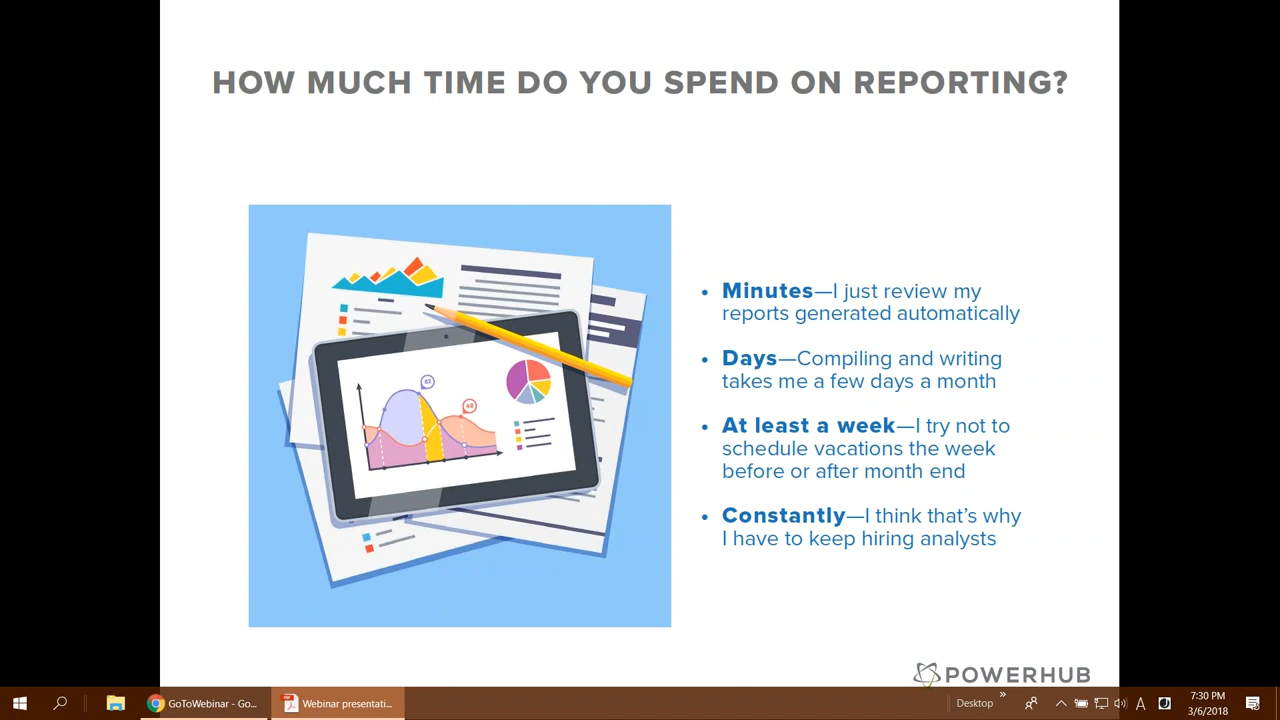 HOW MUCH TIME DO YOU SPEND ON REPORTING?
• Minutes—I just review my
reports generated automatically
• Days—Compiling and writing
takes me a few days a month
• At least a week—I try not to
schedule vacations the week
before or after month end
• Constantly—I think that’s why
I have to keep hiring analysts
POWERHUB
GoToWebinar - Go...
Webinar presentati...
Desktop
A
7:30 PM
3/6/2018